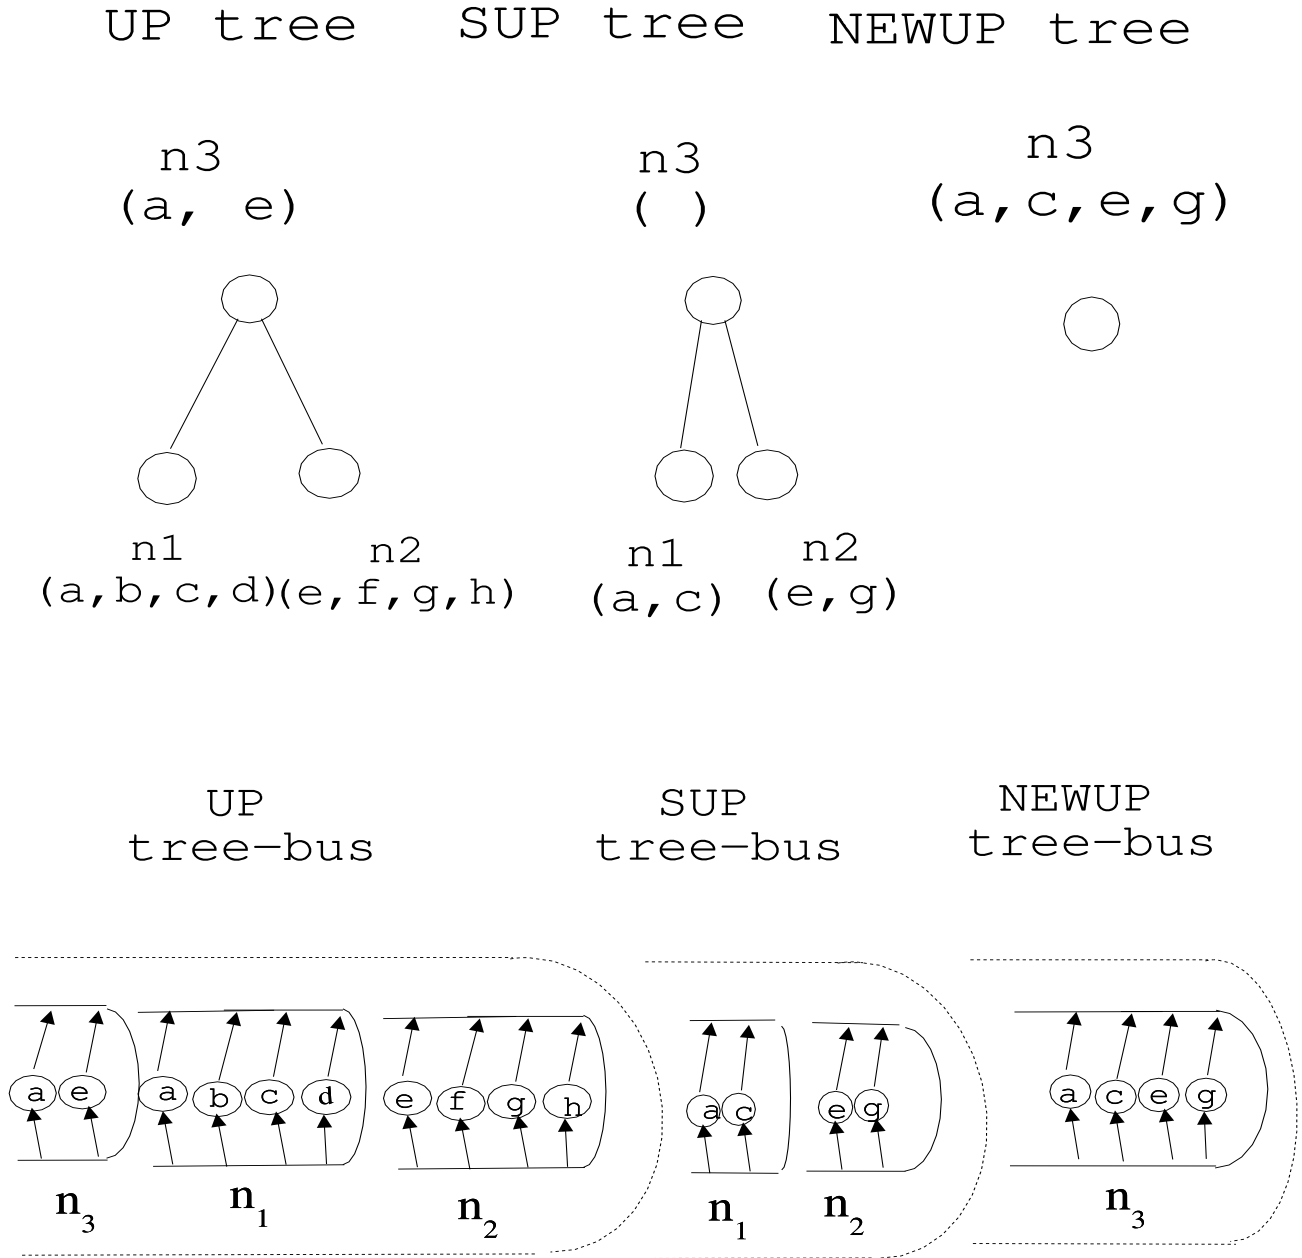 UP tree SUP tree NEWUP tree
n3 n3 n3
(a, e) ( ) (a,c,e,g)
n1 n2 n1 n2
(a,b,c,d) (e,f,g,h) (a,c) (e,g)
UP SUP NEWUP
tree-bus tree-bus tree-bus
a e a b c d e f g h a c e g a c e g
n3 n1 n2 n1 n2 n3